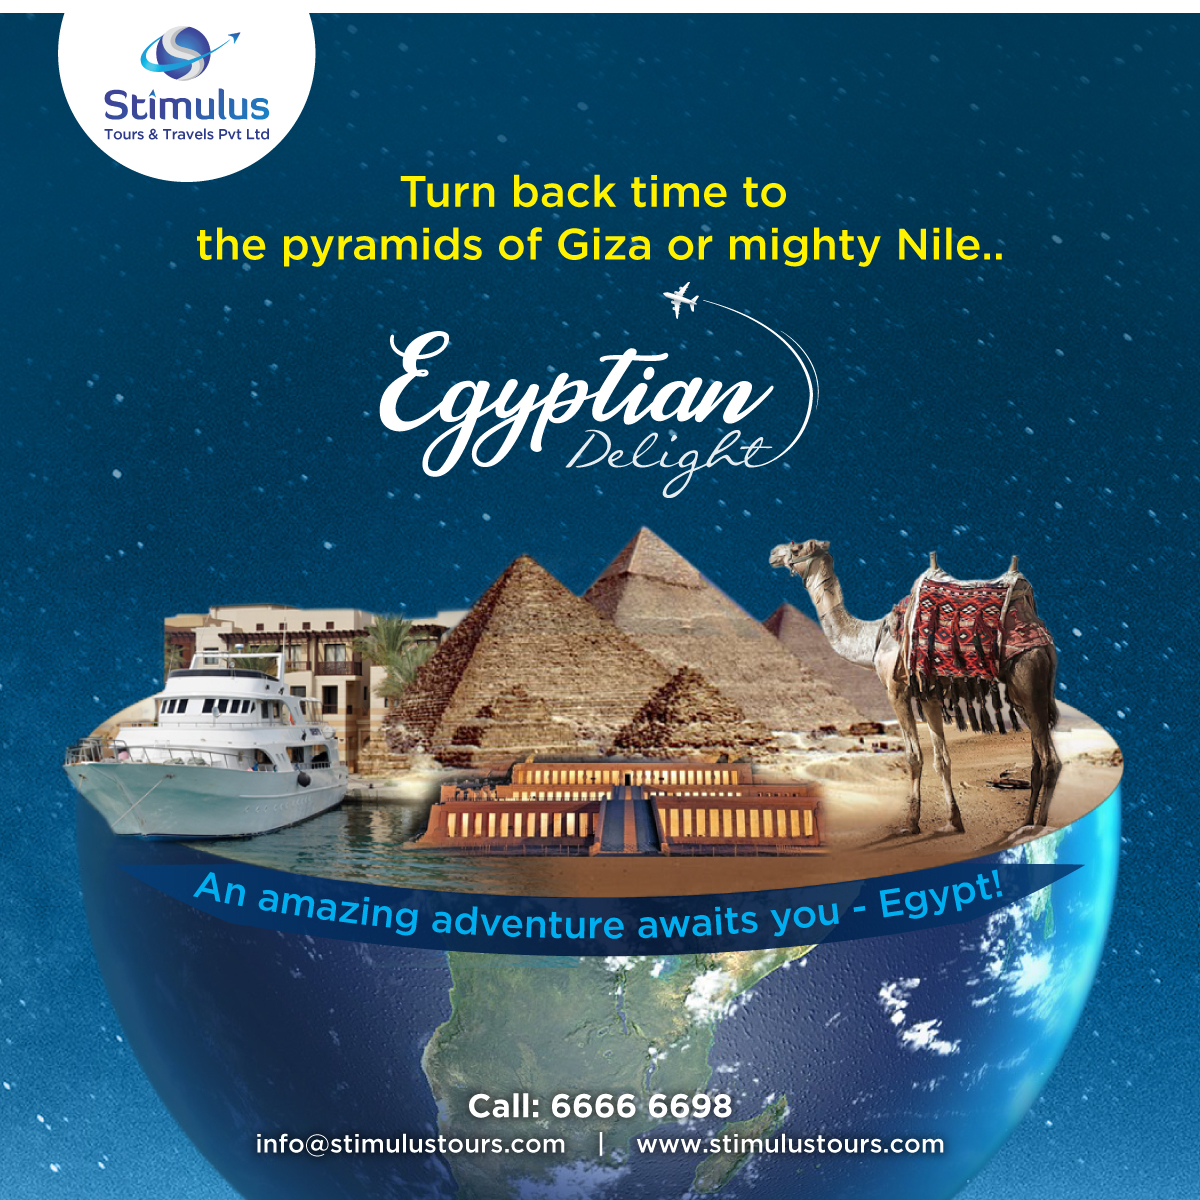 Stimulus
Tours & Travels Pvt Ltd
Turn back time to
the pyramids of Giza or mighty Nile..
Egyptian
Delight
An amazing adventure awaits you - Egypt!
Call: 6666 6698
info@stimulustours.com | www.stimulustours.com